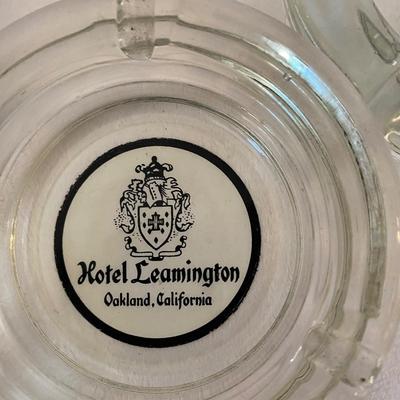 Hotel Leamington
Oakland, California